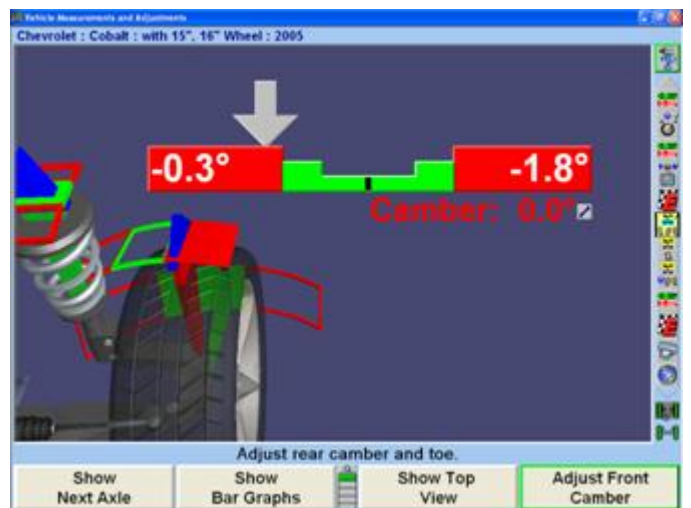 Vehicle Measurements and Adjustments
Chevrolet : Cobalt : with 15", 16" Wheel : 2005
-0.3°
-1.8°
Camber: 0.0°
Adjust rear camber and toe.
Show
Next Axle
Show
Bar Graphs
Show Top
View
Adjust Front
Camber